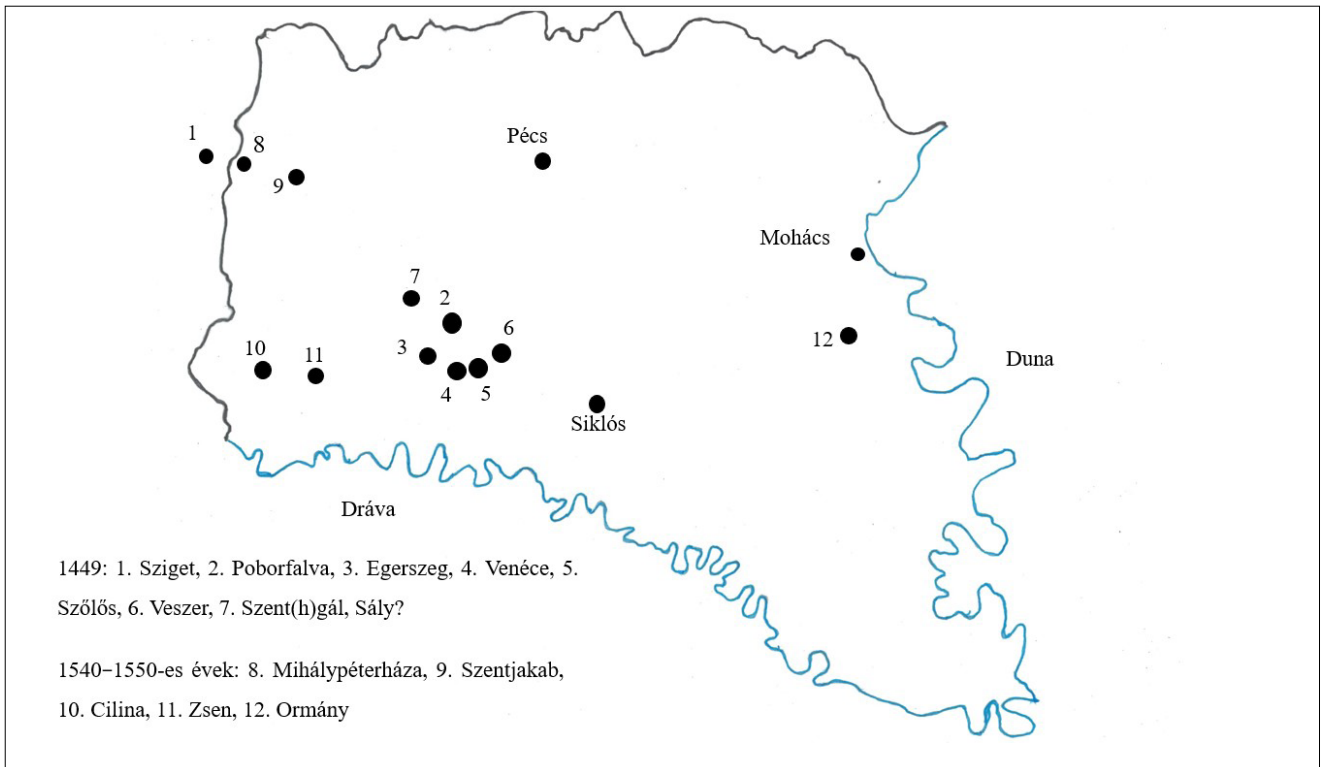 1
8
9
Pécs
Mohács
7
2
6
3
4
5
10
11
12
Duna
Siklós
Dráva
1449: 1. Sziget, 2. Poborfalva, 3. Egerszeg, 4. Venéce, 5.
Szőlős, 6. Veszer, 7. Szent(h)gál, Sály?
1540–1550-es évek: 8. Mihálypéterháza, 9. Szentjakab,
10. Cilina, 11. Zsen, 12. Ormány